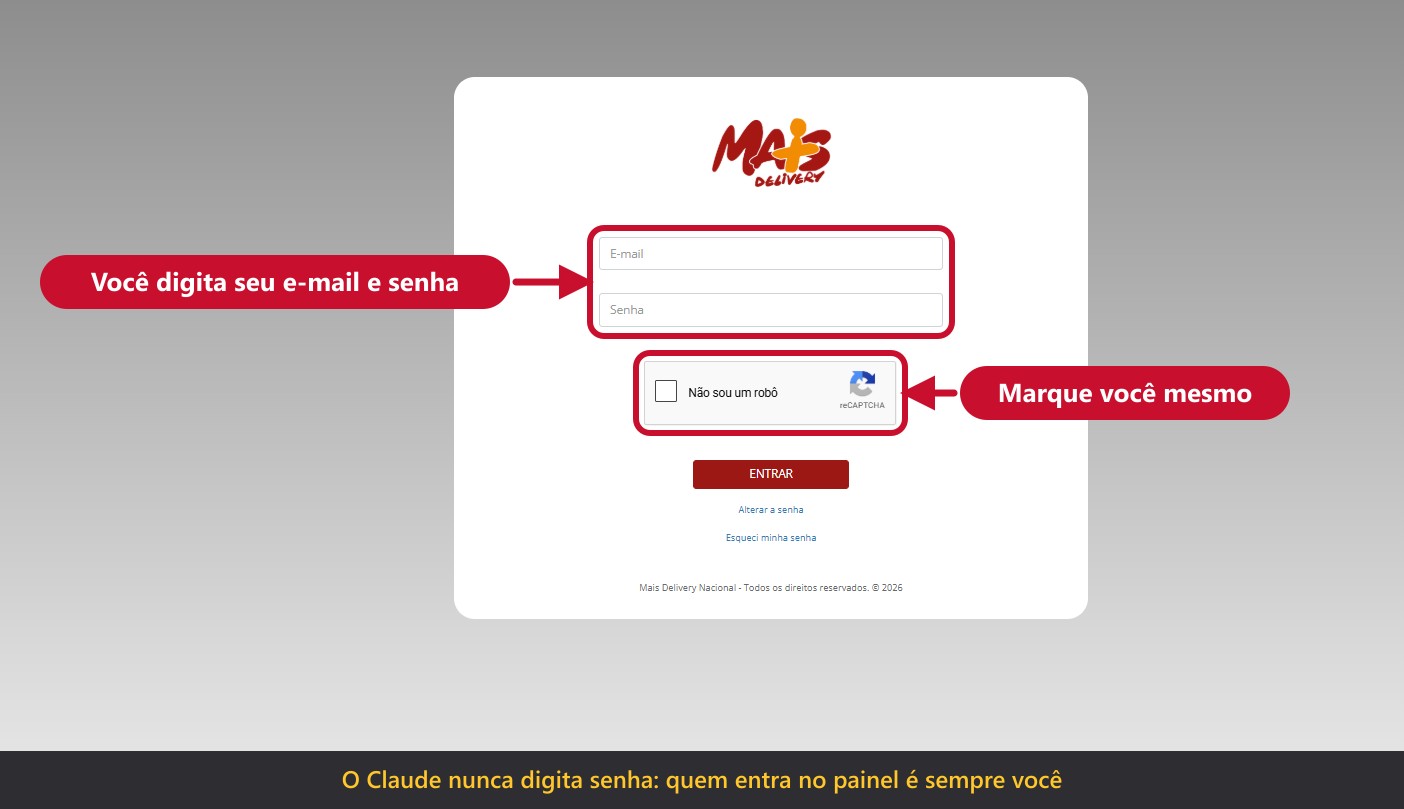 MAIS
DELIVERY
Você digita seu e-mail e senha
E-mail
Senha
Não sou um robô
reCAPTCHA
Marque você mesmo
ENTRAR
Alterar a senha
Esqueci minha senha
Mais Delivery Nacional - Todos os direitos reservados. © 2026
O Claude nunca digita senha: quem entra no painel é sempre você